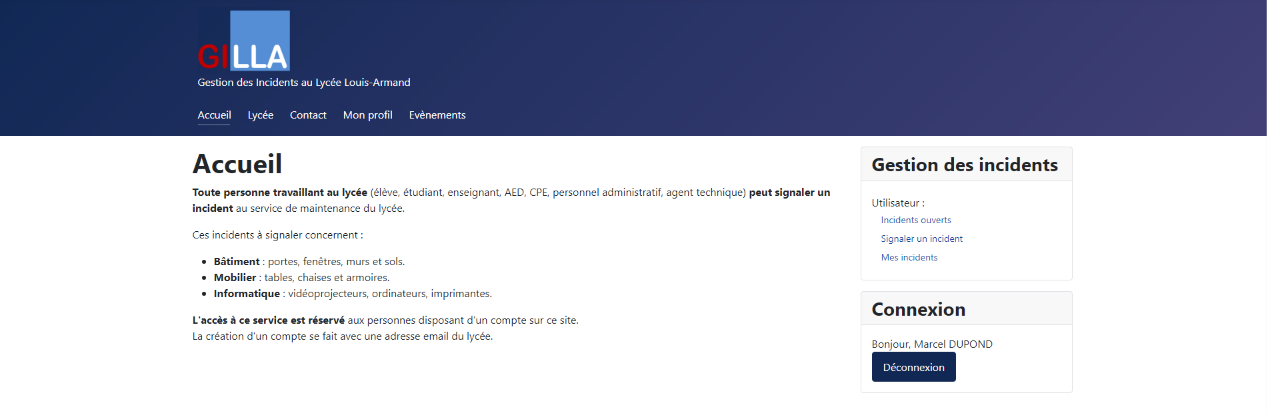 GILLA
Gestion des Incidents au Lycée Louis-Armand
Accueil Lycée Contact Mon profil Evènements
Accueil
Toute personne travaillant au lycée (élève, étudiant, enseignant, AED, CPE, personnel administratif, agent technique) peut signaler un
incident au service de maintenance du lycée.
Ces incidents à signaler concernent :
• Bâtiment : portes, fenêtres, murs et sols.
• Mobilier : tables, chaises et armoires.
• Informatique : vidéoprojecteurs, ordinateurs, imprimantes.
L'accès à ce service est réservé aux personnes disposant d'un compte sur ce site.
La création d'un compte se fait avec une adresse email du lycée.
Gestion des incidents
Utilisateur :
Incidents ouverts
Signaler un incident
Mes incidents
Connexion
Bonjour, Marcel DUPOND
Déconnexion